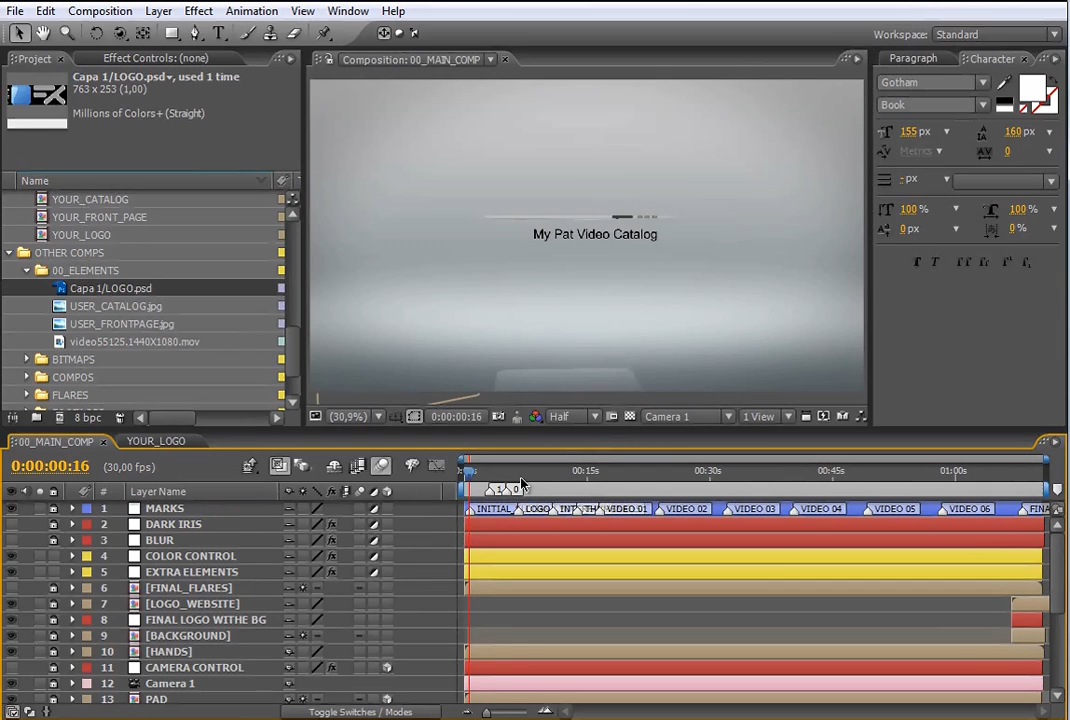 File Edit Composition Layer Effect Animation View Window Help
Workspace: Standard
Project × Effect Controls: (none)
Composition: 00_MAIN_COMP
Paragraph Character ×
Capa 1/LOGO.psd, used 1 time
763 x 253 (1,00)
Millions of Colors+ (Straight)
Gotham
Book
155 px 160 px
Metrics 0
- px
100 % 100 %
0 px 0 %
Name
YOUR_CATALOG
YOUR_FRONT_PAGE
YOUR_LOGO
OTHER COMPS
00_ELEMENTS
Capa 1/LOGO.psd
USER_CATALOG.jpg
USER_FRONTPAGE.jpg
video55125.1440X1080.mov
BITMAPS
COMPOS
FLARES
8 bpc
My Pat Video Catalog
(30,9%) 0:00:00:16 Half Camera 1 1 View
00_MAIN_COMP × YOUR_LOGO
0:00:00:16 (30,00 fps)
00:15s 00:30s 00:45s 01:00s
1 0
# Layer Name
1 MARKS
INITIAL_ LOGO INT TH VIDEO 01 VIDEO 02 VIDEO 03 VIDEO 04 VIDEO 05 VIDEO 06 FINA
2 DARK IRIS
3 BLUR
4 COLOR CONTROL
5 EXTRA ELEMENTS
6 [FINAL_FLARES]
7 [LOGO_WEBSITE]
8 FINAL LOGO WITHE BG
9 [BACKGROUND]
10 [HANDS]
11 CAMERA CONTROL
12 Camera 1
13 PAD
Toggle Switches / Modes